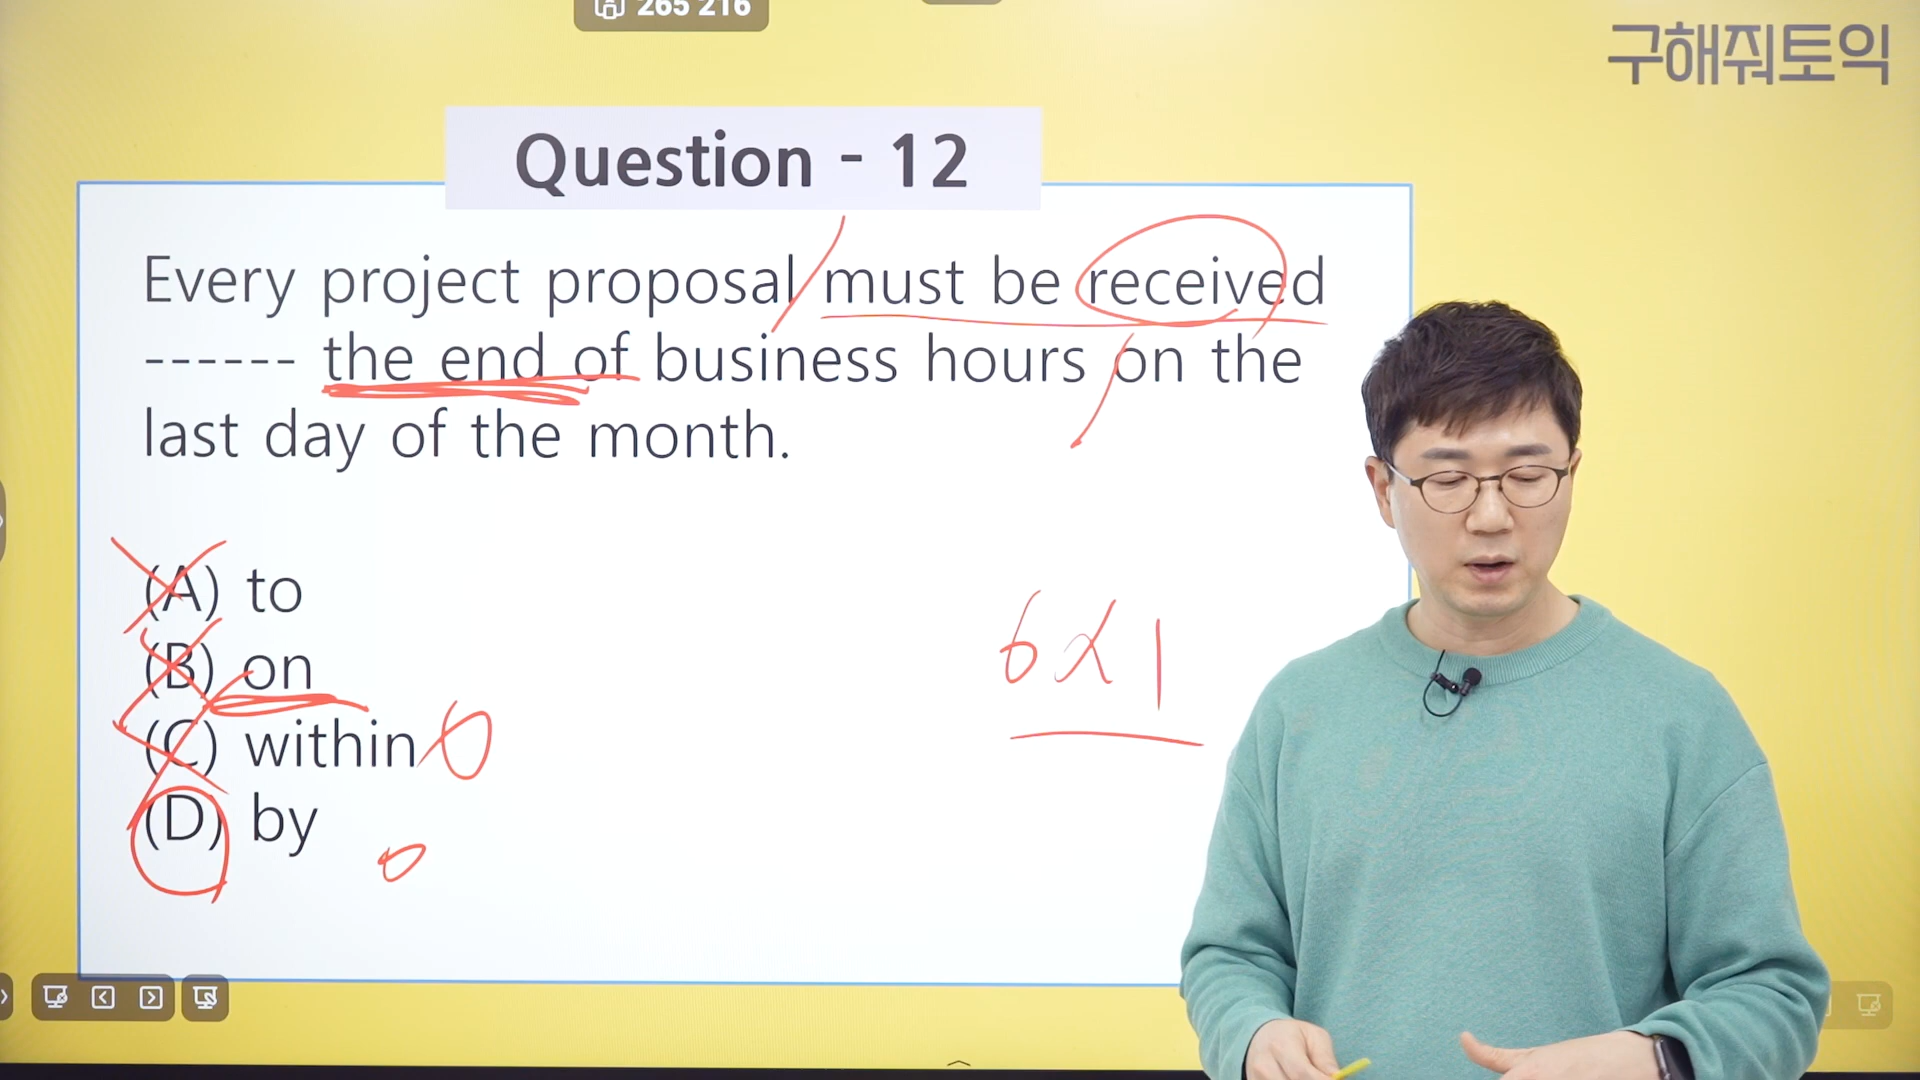 265 216
구해줘토익
Question - 12
Every project proposal must be received
------ the end of business hours on the
last day of the month.
(A) to
(B) on
(C) within
(D) by